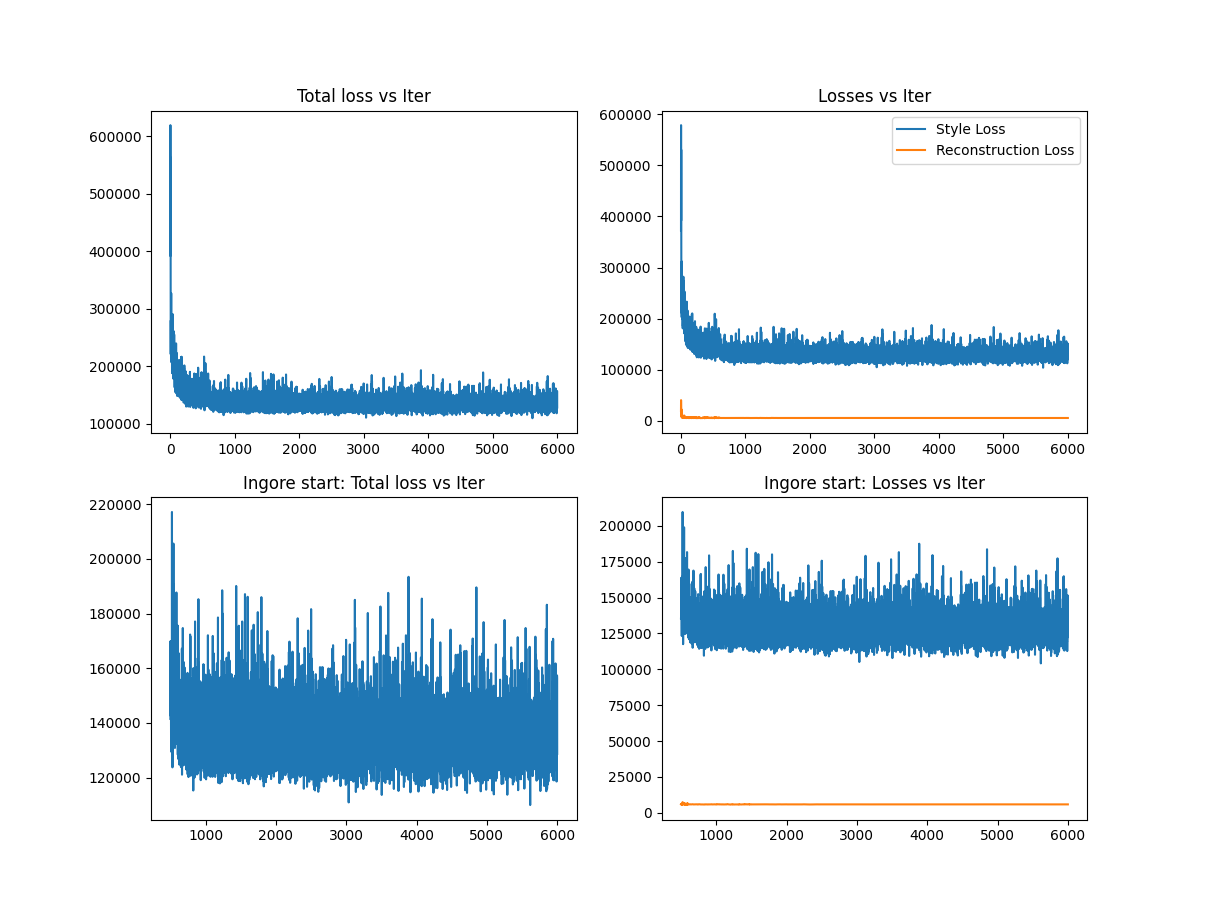 Total loss vs Iter
600000
500000
400000
300000
200000
100000
0 1000 2000 3000 4000 5000 6000
Losses vs Iter
600000
500000
400000
300000
200000
100000
0
Style Loss
Reconstruction Loss
0 1000 2000 3000 4000 5000 6000
Ingore start: Total loss vs Iter
220000
200000
180000
160000
140000
120000
1000 2000 3000 4000 5000 6000
Ingore start: Losses vs Iter
200000
175000
150000
125000
100000
75000
50000
25000
0
1000 2000 3000 4000 5000 6000